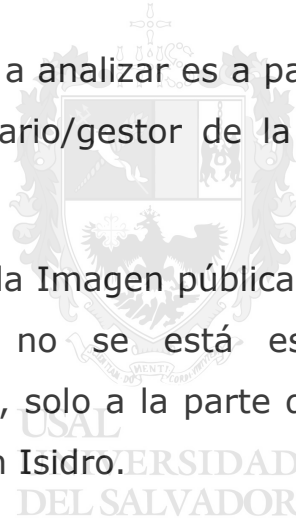 a analizar es a pa
ario/gestor de la
la Imagen pública
no se está es
, solo a la parte
n Isidro.
USAL
UNIVERSIDAD
DEL SALVADOR